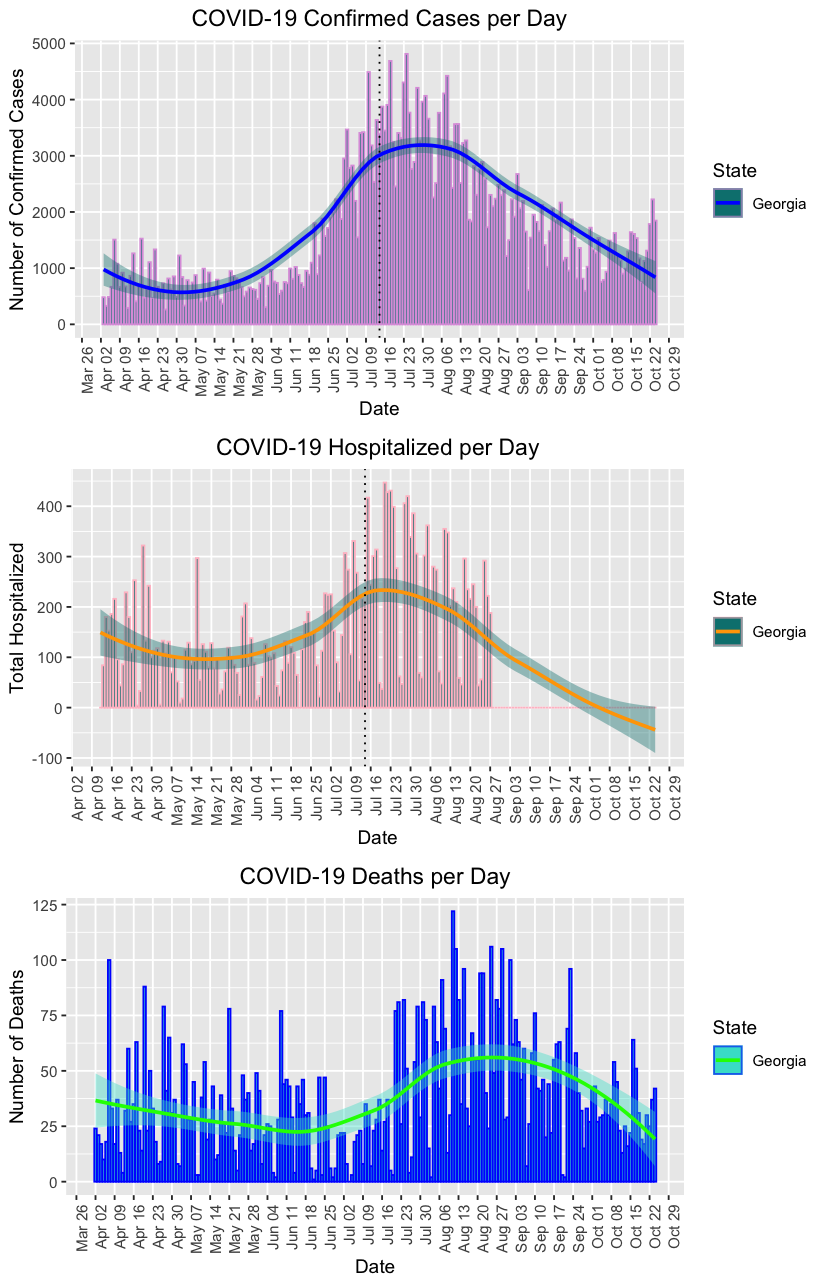 COVID-19 Confirmed Cases per Day
Number of Confirmed Cases
5000
4000
3000
2000
1000
0
Mar 26
Apr 02
Apr 09
Apr 16
Apr 23
Apr 30
May 07
May 14
May 21
May 28
Jun 04
Jun 11
Jun 18
Jun 25
Jul 02
Jul 09
Jul 16
Jul 23
Jul 30
Aug 06
Aug 13
Aug 20
Aug 27
Sep 03
Sep 10
Sep 17
Sep 24
Oct 01
Oct 08
Oct 15
Oct 22
Oct 29
Date
State
Georgia
COVID-19 Hospitalized per Day
Total Hospitalized
400
300
200
100
0
-100
Apr 02
Apr 09
Apr 16
Apr 23
Apr 30
May 07
May 14
May 21
May 28
Jun 04
Jun 11
Jun 18
Jun 25
Jul 02
Jul 09
Jul 16
Jul 23
Jul 30
Aug 06
Aug 13
Aug 20
Aug 27
Sep 03
Sep 10
Sep 17
Sep 24
Oct 01
Oct 08
Oct 15
Oct 22
Oct 29
Date
State
Georgia
COVID-19 Deaths per Day
Number of Deaths
125
100
75
50
25
0
Mar 26
Apr 02
Apr 09
Apr 16
Apr 23
Apr 30
May 07
May 14
May 21
May 28
Jun 04
Jun 11
Jun 18
Jun 25
Jul 02
Jul 09
Jul 16
Jul 23
Jul 30
Aug 06
Aug 13
Aug 20
Aug 27
Sep 03
Sep 10
Sep 17
Sep 24
Oct 01
Oct 08
Oct 15
Oct 22
Oct 29
Date
State
Georgia